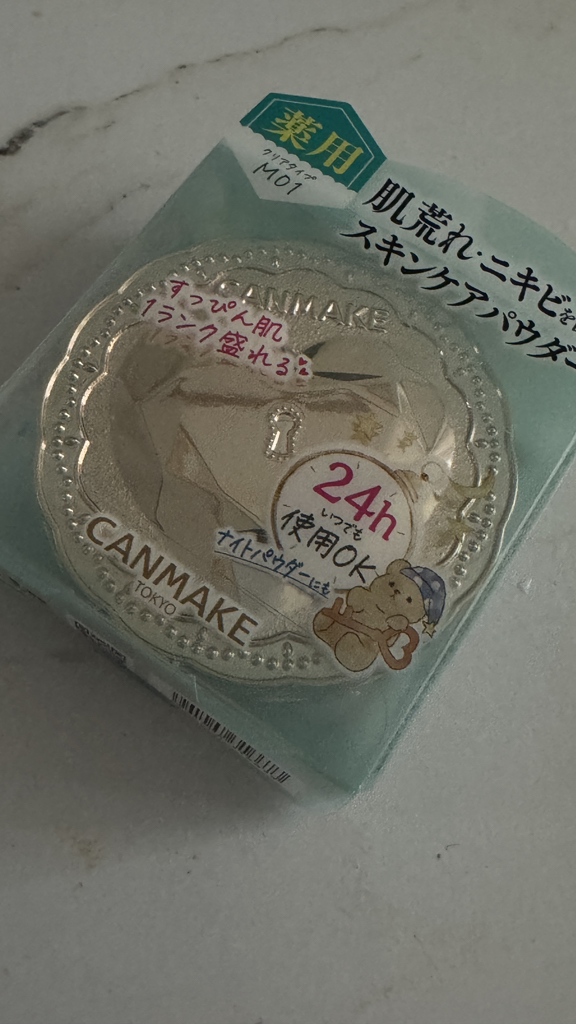 薬用
クリアタイプ
M01
肌荒れ・ニキビを
スキンケアパウダー
CANMAKE
すっぴん肌
1ランク盛れる
24h
いつでも
使用OK
ナイトパウダーにも
CANMAKE
TOKYO